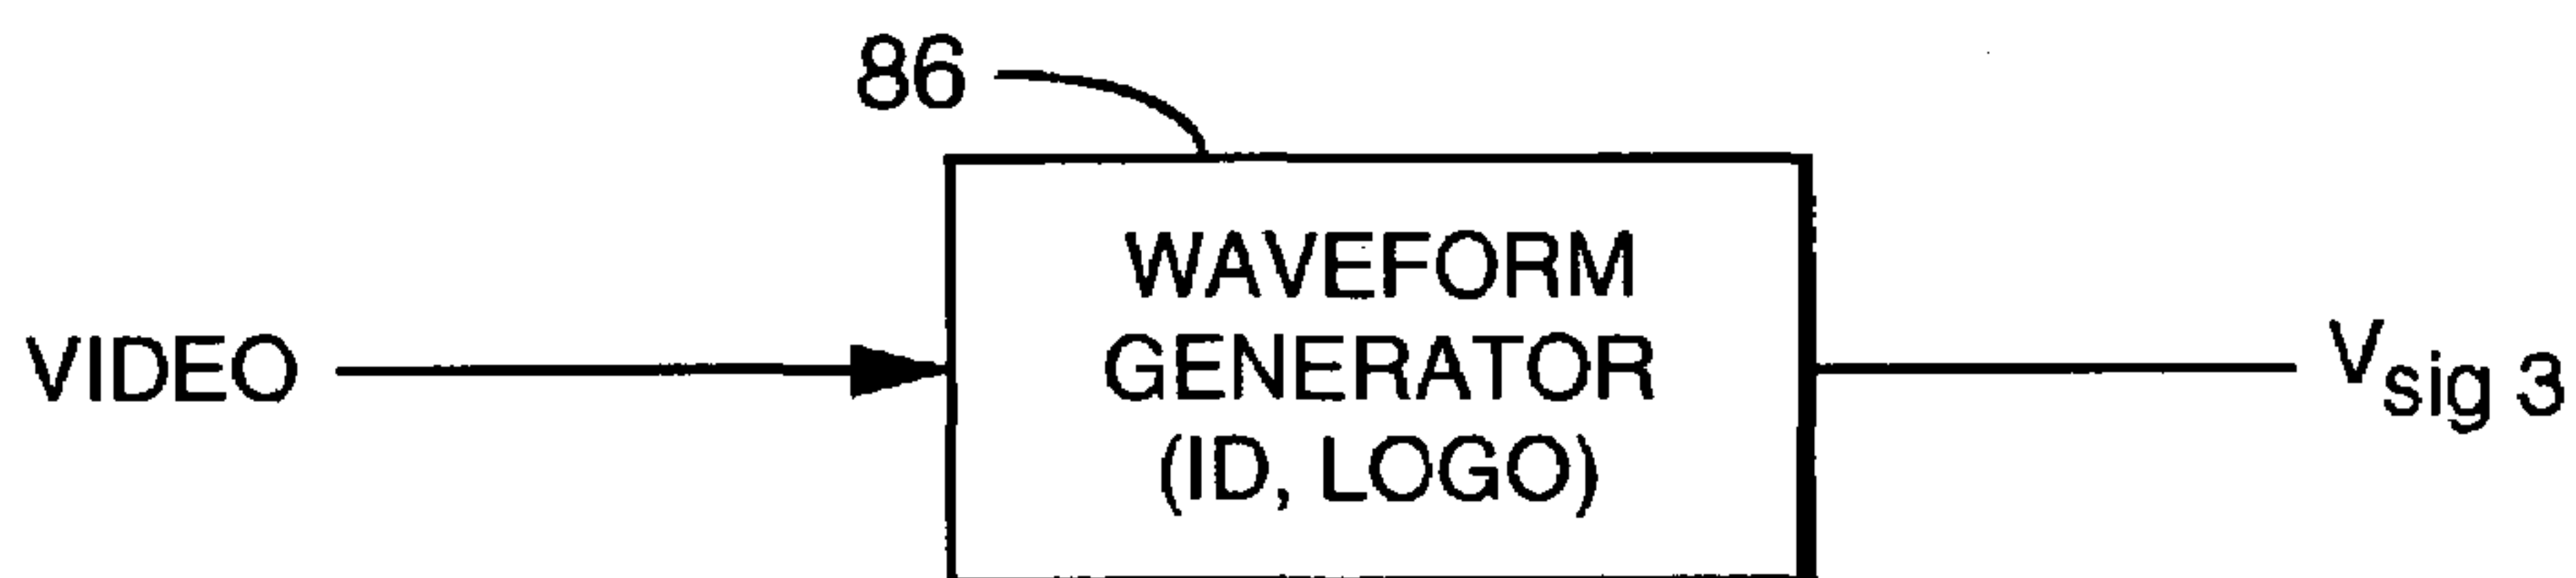 86
WAVEFORM
GENERATOR
(ID, LOGO)
VIDEO
Vsig 3